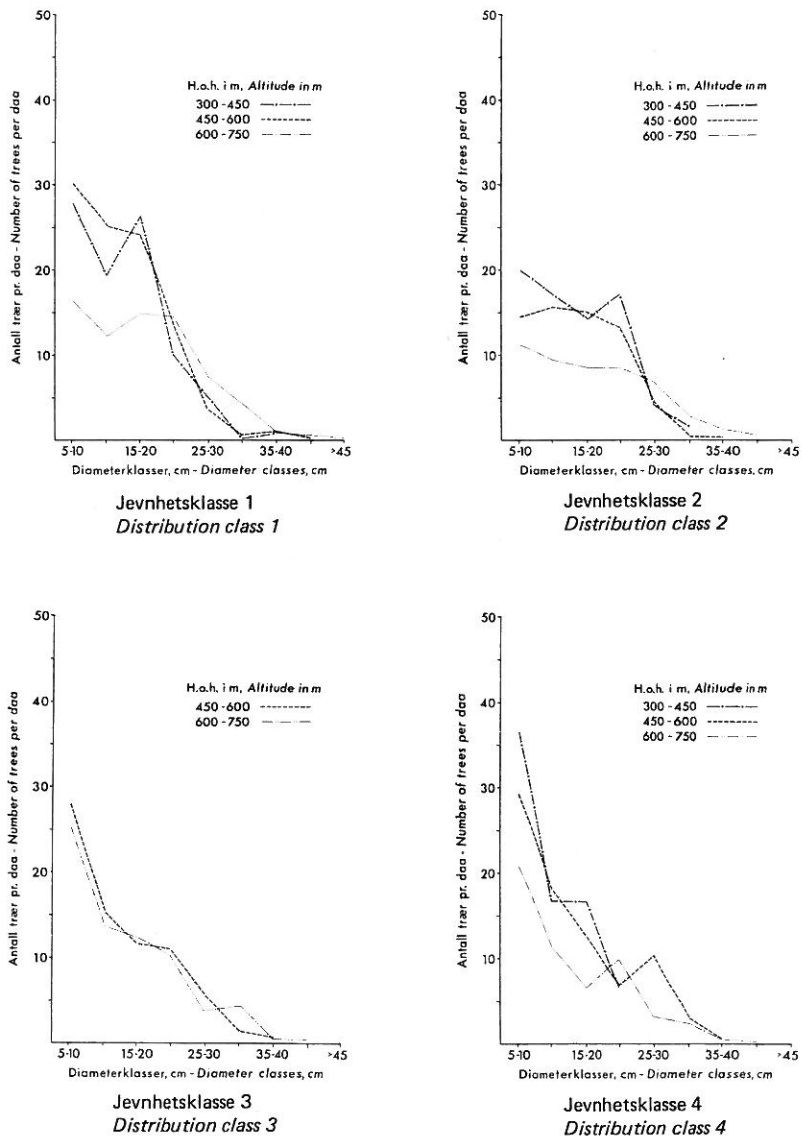 50
40
30
20
10
Antall trær pr. daa - Number of trees per daa
H.o.h. i m, Altitude in m
300 - 450
450 - 600
600 - 750
5-10 15-20 25-30 35-40 >45
Diameterklasser, cm - Diameter classes, cm
Jevnhetsklasse 1
Distribution class 1
50
40
30
20
10
Antall trær pr. daa - Number of trees per daa
H.o.h. i m, Altitude in m
300 - 450
450 - 600
600 - 750
5-10 15-20 25-30 35-40 >45
Diameterklasser, cm - Diameter classes, cm
Jevnhetsklasse 2
Distribution class 2
50
40
30
20
10
Antall trær pr. daa - Number of trees per daa
H.o.h. i m, Altitude in m
450 - 600
600 - 750
5-10 15-20 25-30 35-40 >45
Diameterklasser, cm - Diameter classes, cm
Jevnhetsklasse 3
Distribution class 3
50
40
30
20
10
Antall trær pr. daa - Number of trees per daa
H.o.h. i m, Altitude in m
300 - 450
450 - 600
600 - 750
5-10 15-20 25-30 35-40 >45
Diameterklasser, cm - Diameter classes, cm
Jevnhetsklasse 4
Distribution class 4